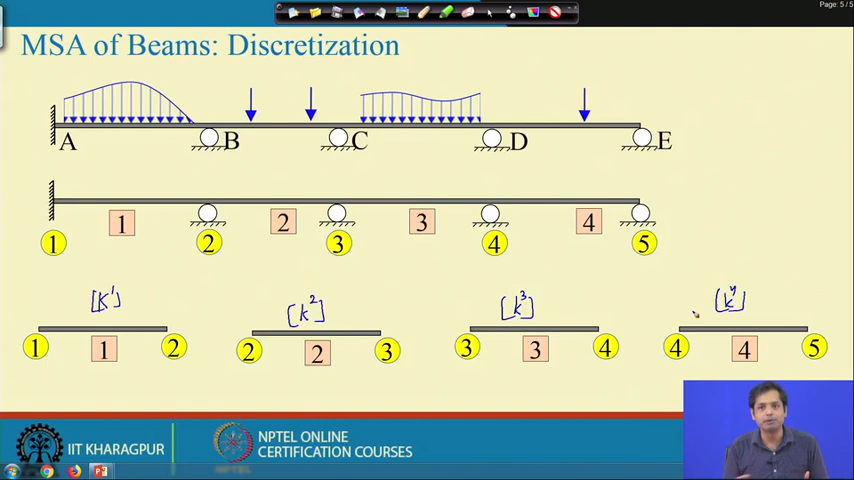 Page: 5 / 5
MSA of Beams: Discretization
A B C D E
1 2 3 4
1 2 3 4 5
[K¹] [k²] [k³] [k⁴]
1 1 2 2 2 3 3 3 4 4 4 5
IIT KHARAGPUR
NPTEL ONLINE
CERTIFICATION COURSES
NPTEL